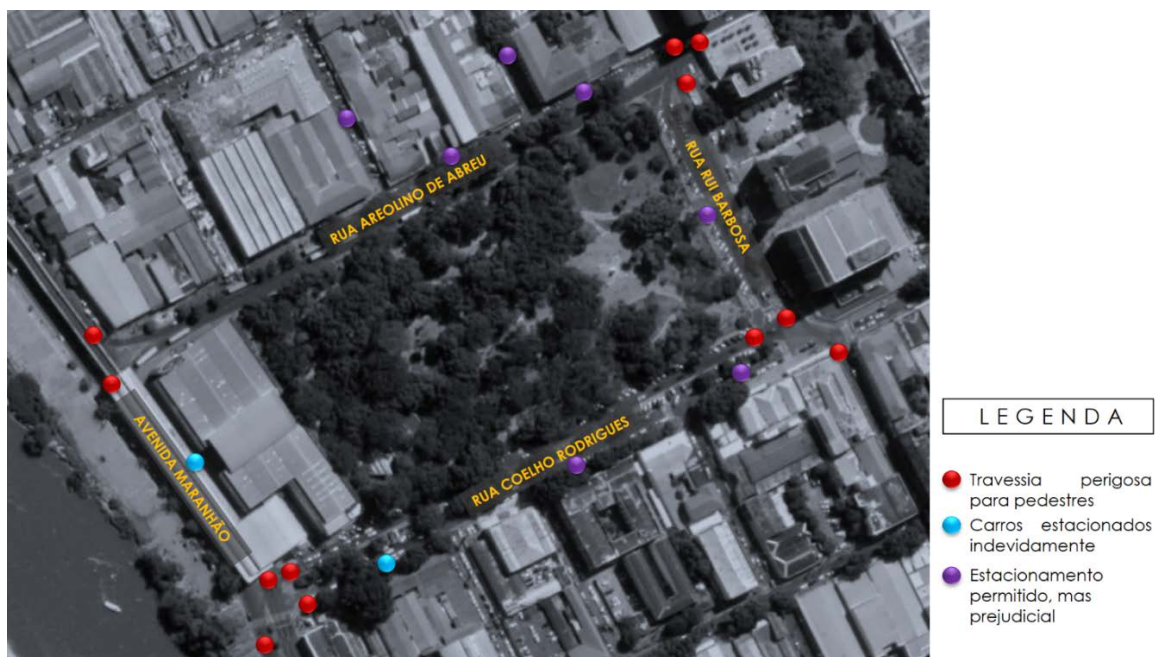 RUA AREOLINO DE ABREU
RUA RUI BARBOSA
AVENIDA MARANHÃO
RUA COELHO RODRIGUES
LEGENDA
Travessia perigosa
para pedestres
Carros estacionados
indevidamente
Estacionamento
permitido, mas
prejudicial